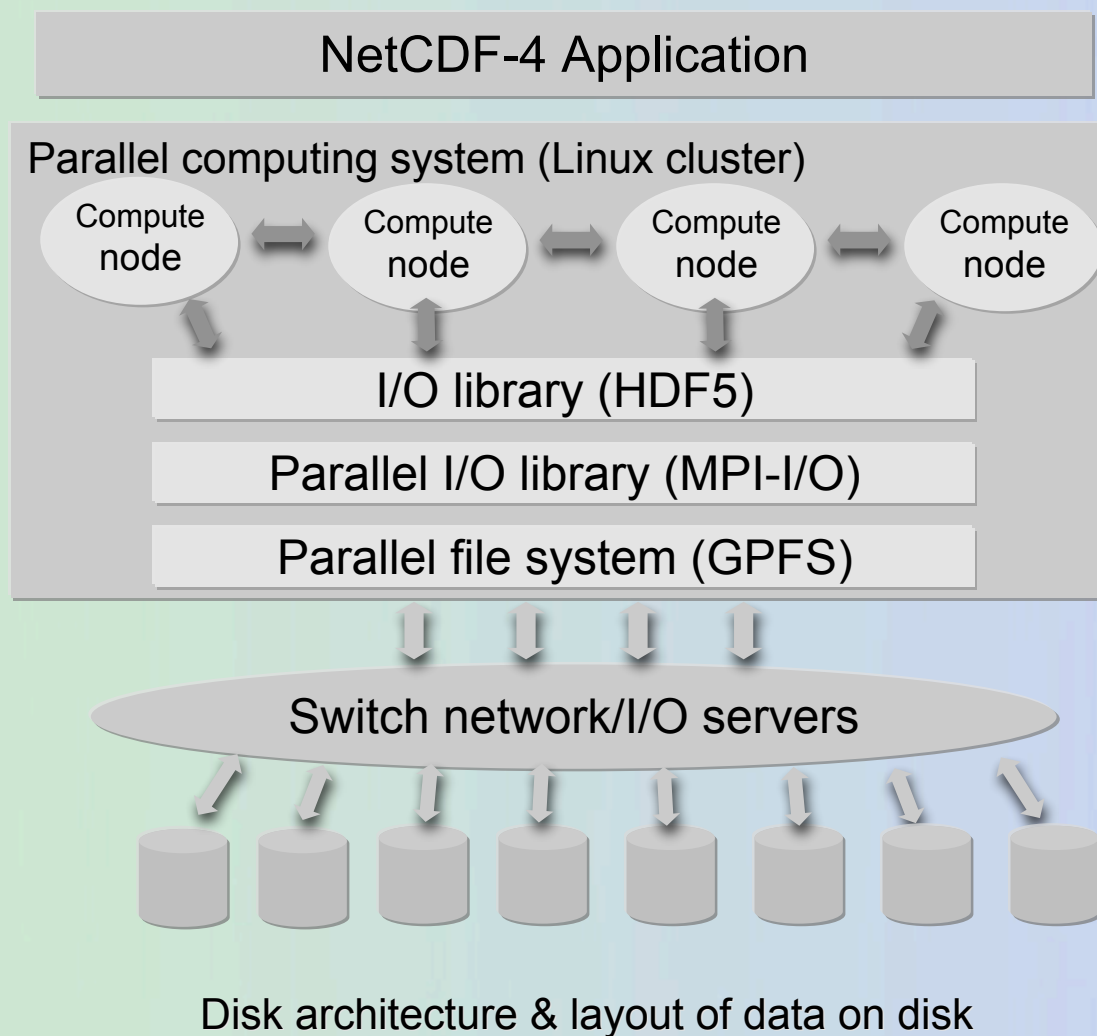 NetCDF-4 Application
Parallel computing system (Linux cluster)
Compute
node
Compute
node
Compute
node
Compute
node
I/O library (HDF5)
Parallel I/O library (MPI-I/O)
Parallel file system (GPFS)
Switch network/I/O servers
Disk architecture & layout of data on disk